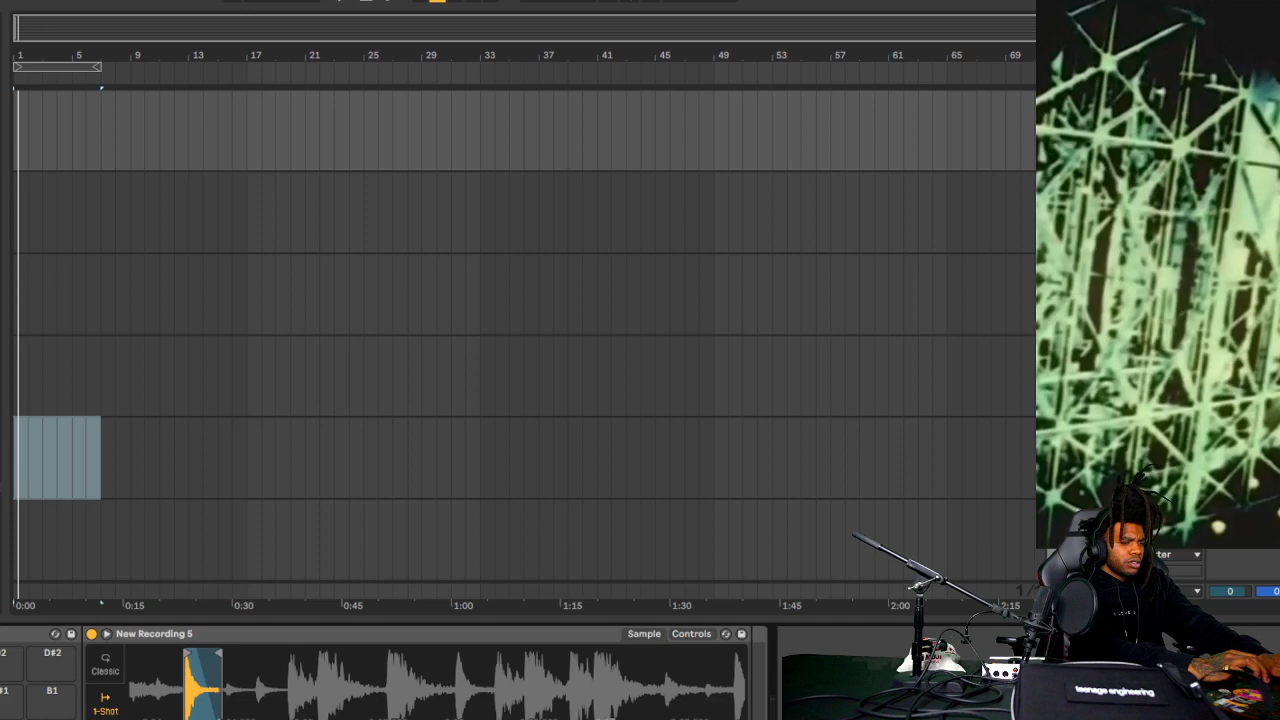 1 5 9 13 17 21 25 29 33 37 41 45 49 53 57 61 65 69
ter
0 0
0:00 0:15 0:30 0:45 1:00 1:15 1:30 1:45 2:00 2:15
New Recording 5 Sample Controls
D#2
Classic
B1
1-Shot
teenage engineering